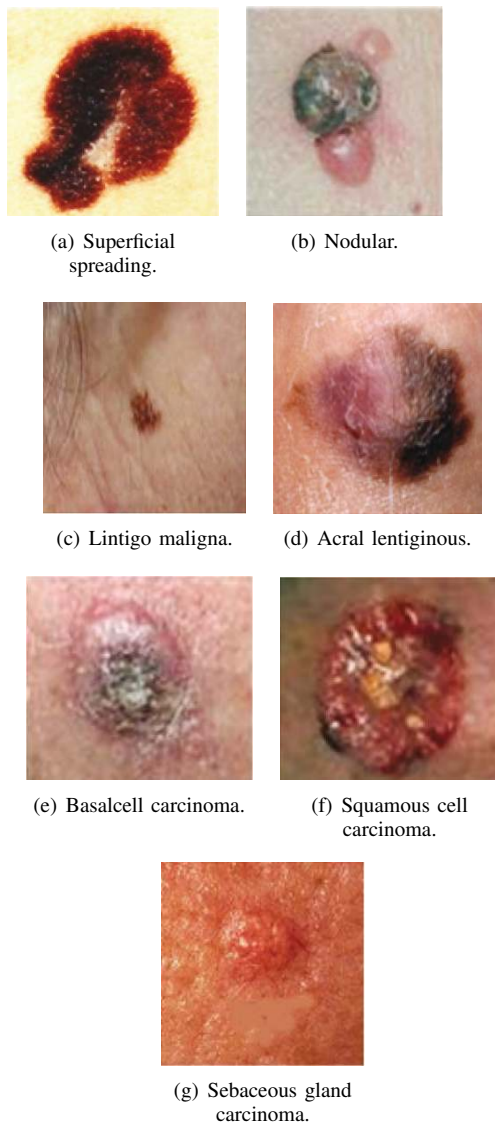 (a) Superficial
spreading.
(b) Nodular.
(c) Lintigo maligna.
(d) Acral lentiginous.
(e) Basalcell carcinoma.
(f) Squamous cell
carcinoma.
(g) Sebaceous gland
carcinoma.